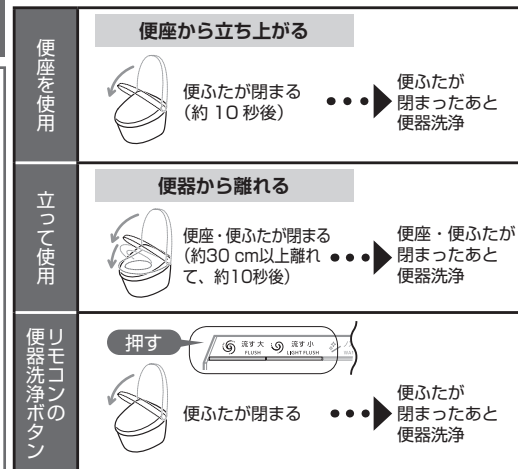 便座を使用
便座から立ち上がる
便ふたが閉まる
（約 10 秒後）
便ふたが
閉まったあと
便器洗浄
立って使用
便器から離れる
便座・便ふたが閉まる
（約30 cm以上離れ
て、約10秒後）
便座・便ふたが
閉まったあと
便器洗浄
リモコンの
便器洗浄ボタン
押す
流す大
FLUSH
流す小
LIGHT FLUSH
便ふたが閉まる
便ふたが
閉まったあと
便器洗浄